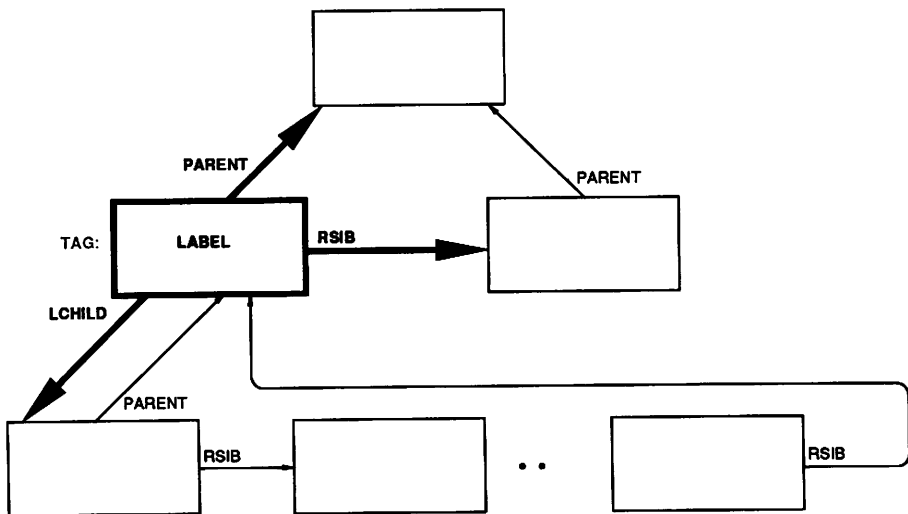 PARENT
PARENT
TAG:
LABEL
RSIB
LCHILD
PARENT
RSIB
RSIB